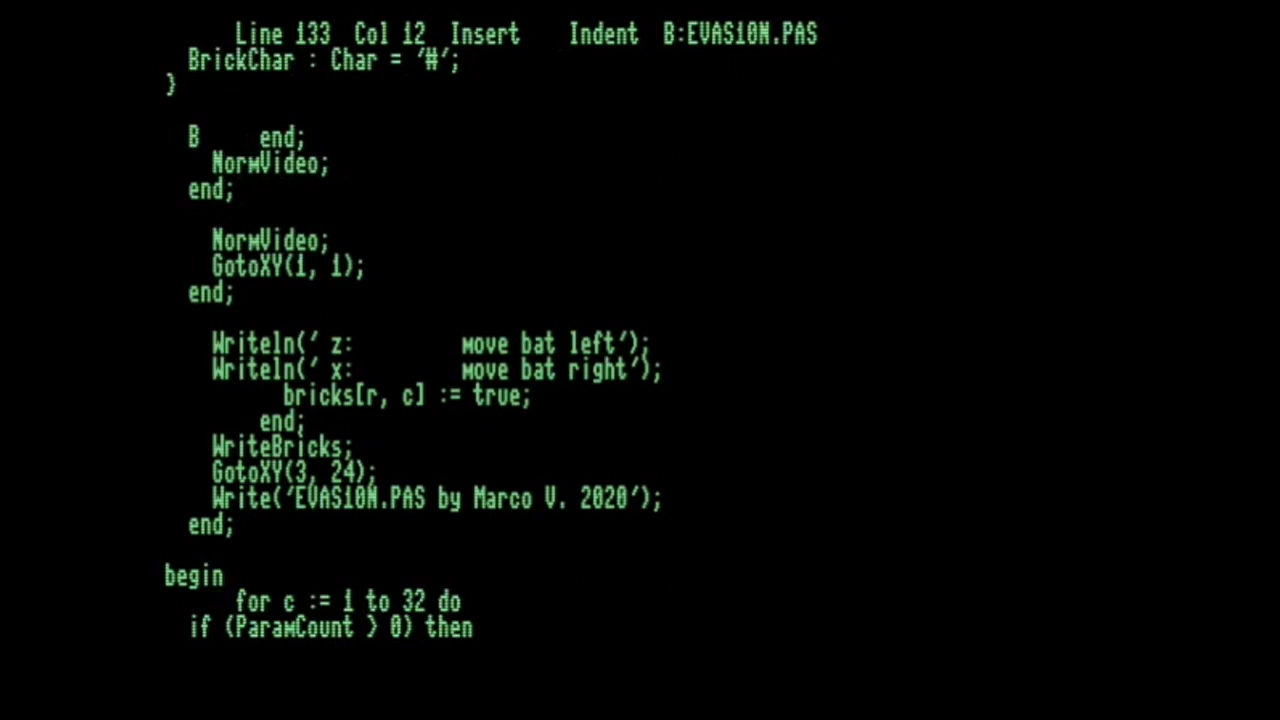 Line 133  Col 12  Insert    Indent  B:EVAS10N.PAS
  BrickChar : Char = '#';
}

  B     end;
    NormVideo;
  end;

    NormVideo;
    GotoXY(1, 1);
  end;

    Writeln(' z:         move bat left');
    Writeln(' x:         move bat right');
          bricks[r, c] := true;
        end;
    WriteBricks;
    GotoXY(3, 24);
    Write('EVAS10N.PAS by Marco V. 2020');
  end;

begin
      for c := 1 to 32 do
  if (ParamCount > 0) then